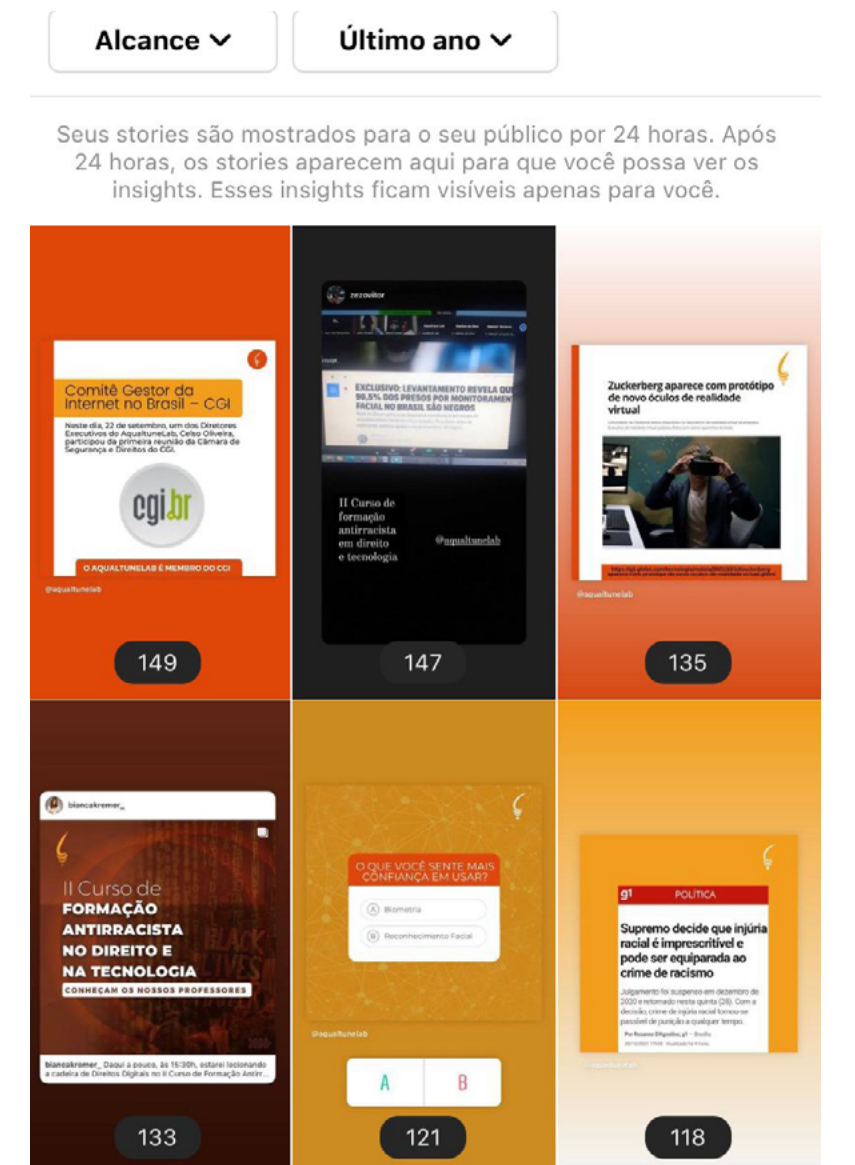 Alcance
Último ano
Seus stories são mostrados para o seu público por 24 horas. Após
24 horas, os stories aparecem aqui para que você possa ver os
insights. Esses insights ficam visíveis apenas para você.
Comitê Gestor da
Internet no Brasil – CGI
Neste dia, 22 de setembro, um dos Diretores
Executivos do AqualtuneLab, Celso Oliveira,
participou da primeira reunião da Câmara de
Segurança e Direitos do CGI.
cgi.br
O AQUALTUNELAB É MEMBRO DO CGI
@aqualtunelab
149
zezovitor
EXCLUSIVO: LEVANTAMENTO REVELA QUE
90,5% DOS PRESOS POR MONITORAMEN
FACIAL NO BRASIL SÃO NEGROS
II Curso de
formação
antirracista
em direito
e tecnologia
@aqualtunelab
147
Zuckerberg aparece com protótipo
de novo óculos de realidade
virtual
@aqualtunelab
135
biancakremer_
II Curso de
FORMAÇÃO
ANTIRRACISTA
NO DIREITO E
NA TECNOLOGIA
CONHEÇAM OS NOSSOS PROFESSORES
BLACK
LIVES
biancakremer_ Daqui a pouco, às 15:30h, estarei lecionando
a cadeira de Direitos Digitais no II Curso de Formação Antirr...
133
O QUE VOCÊ SENTE MAIS
CONFIANÇA EM USAR?
A Biometria
B Reconhecimento Facial
@aqualtunelab
A
B
121
g1 POLÍTICA
Supremo decide que injúria
racial é imprescritível e
pode ser equiparada ao
crime de racismo
Julgamento foi suspenso em dezembro de
2020 e retomado nesta quinta (28). Com a
decisão, crime de injúria racial tornou-se
passível de punição a qualquer tempo.
@aqualtunelab
118